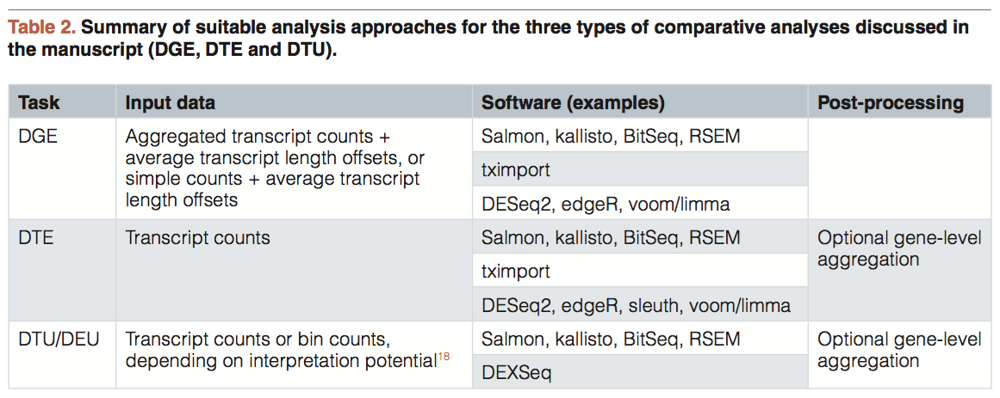 Table 2. Summary of suitable analysis approaches for the three types of comparative analyses discussed in
the manuscript (DGE, DTE and DTU).
Task Input data Software (examples) Post-processing
DGE Aggregated transcript counts + Salmon, kallisto, BitSeq, RSEM
average transcript length offsets, or
simple counts + average transcript tximport
length offsets DESeq2, edgeR, voom/limma
DTE Transcript counts Salmon, kallisto, BitSeq, RSEM Optional gene-level
aggregation
tximport
DESeq2, edgeR, sleuth, voom/limma
DTU/DEU Transcript counts or bin counts, Salmon, kallisto, BitSeq, RSEM Optional gene-level
depending on interpretation potential18 aggregation
DEXSeq